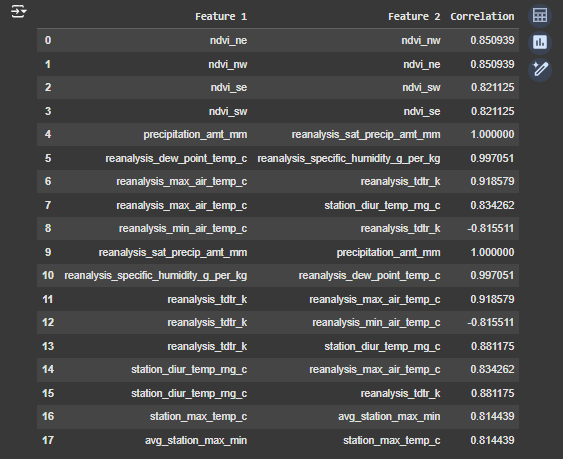 Feature 1 Feature 2 Correlation
0 ndvi_ne ndvi_nw 0.850939
1 ndvi_nw ndvi_ne 0.850939
2 ndvi_se ndvi_sw 0.821125
3 ndvi_sw ndvi_se 0.821125
4 precipitation_amt_mm reanalysis_sat_precip_amt_mm 1.000000
5 reanalysis_dew_point_temp_c reanalysis_specific_humidity_g_per_kg 0.997051
6 reanalysis_max_air_temp_c reanalysis_tdtr_k 0.918579
7 reanalysis_max_air_temp_c station_diur_temp_rng_c 0.834262
8 reanalysis_min_air_temp_c reanalysis_tdtr_k -0.815511
9 reanalysis_sat_precip_amt_mm precipitation_amt_mm 1.000000
10 reanalysis_specific_humidity_g_per_kg reanalysis_dew_point_temp_c 0.997051
11 reanalysis_tdtr_k reanalysis_max_air_temp_c 0.918579
12 reanalysis_tdtr_k reanalysis_min_air_temp_c -0.815511
13 reanalysis_tdtr_k station_diur_temp_rng_c 0.881175
14 station_diur_temp_rng_c reanalysis_max_air_temp_c 0.834262
15 station_diur_temp_rng_c reanalysis_tdtr_k 0.881175
16 station_max_temp_c avg_station_max_min 0.814439
17 avg_station_max_min station_max_temp_c 0.814439